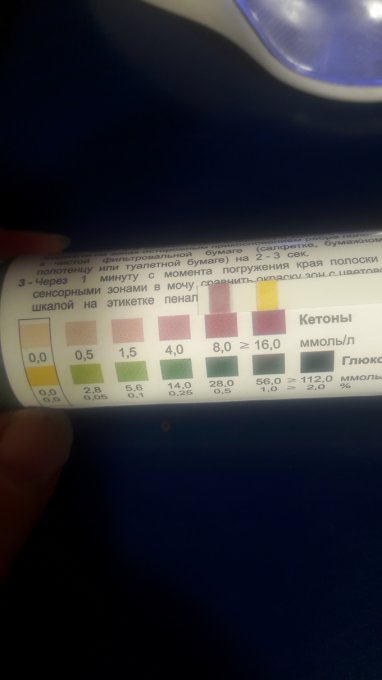 к чистой фильтровальной бумаге (салфетке, бумажному
полотенцу или туалетной бумаге) на 2 - 3 сек.
3 - Через 1 минуту с момента погружения края полоски
сенсорными зонами в мочу сравнить окраску зон с цветовой
шкалой на этикетке пенал
Кетоны
0,0 0,5 1,5 4,0 8,0 ≥ 16,0 ммоль/л
Глюко
0,0 2,8 5,6 14,0 28,0 56,0 ≥ 112,0 ммоль
0,0 0,05 0,1 0,25 0,5 1,0 ≥ 2,0 %